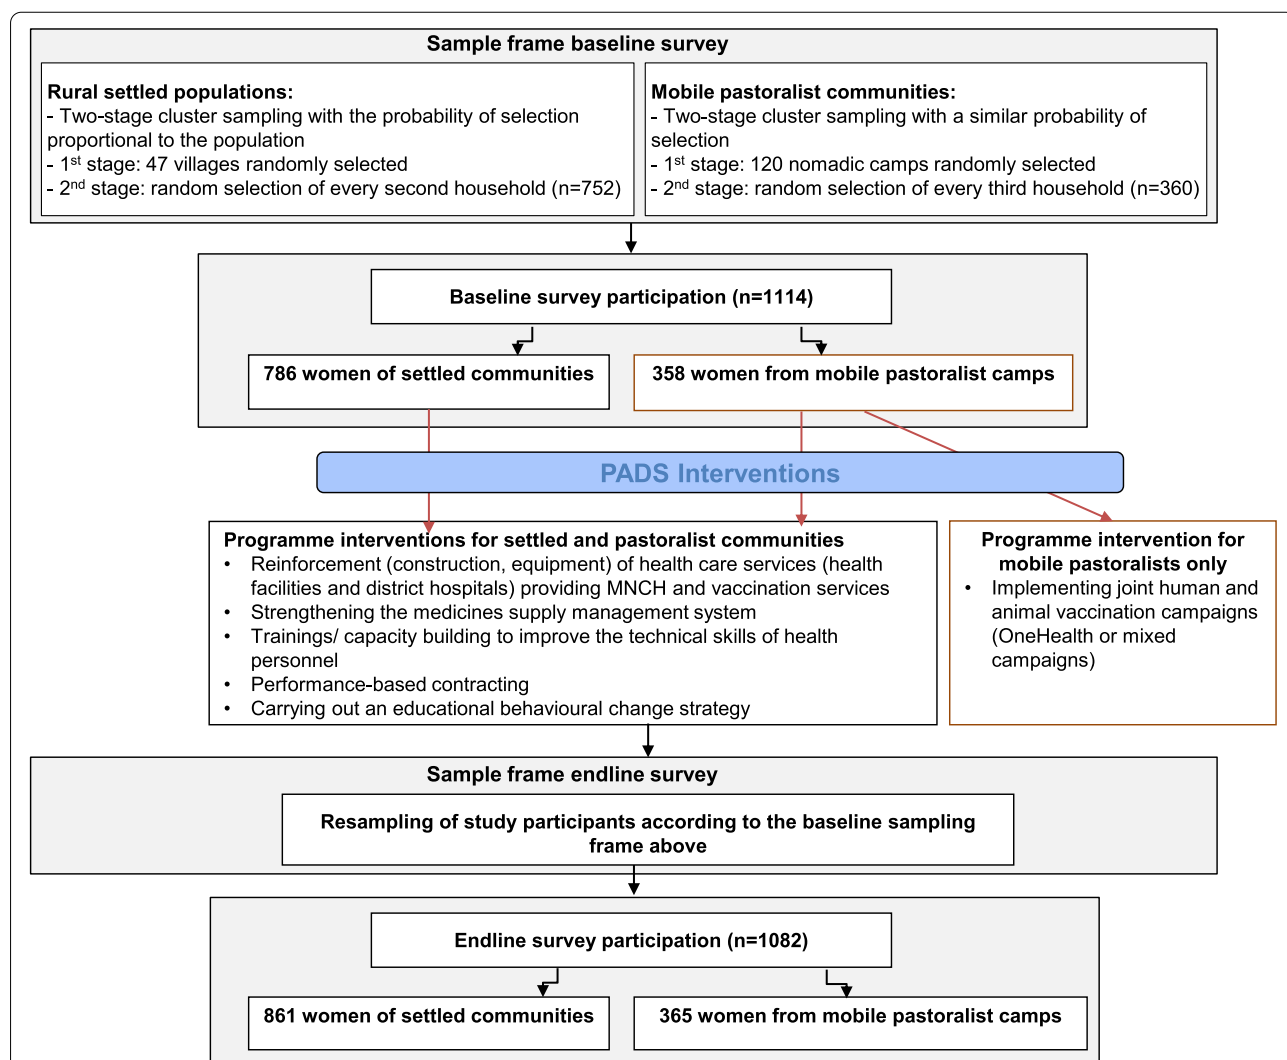 Sample frame baseline survey
Rural settled populations:
- Two-stage cluster sampling with the probability of selection
proportional to the population
- 1st stage: 47 villages randomly selected
- 2nd stage: random selection of every second household (n=752)
Mobile pastoralist communities:
- Two-stage cluster sampling with a similar probability of
selection
- 1st stage: 120 nomadic camps randomly selected
- 2nd stage: random selection of every third household (n=360)
Baseline survey participation (n=1114)
786 women of settled communities
358 women from mobile pastoralist camps
PADS Interventions
Programme interventions for settled and pastoralist communities
• Reinforcement (construction, equipment) of health care services (health
facilities and district hospitals) providing MNCH and vaccination services
• Strengthening the medicines supply management system
• Trainings/ capacity building to improve the technical skills of health
personnel
• Performance-based contracting
• Carrying out an educational behavioural change strategy
Programme intervention for
mobile pastoralists only
• Implementing joint human and
animal vaccination campaigns
(OneHealth or mixed
campaigns)
Sample frame endline survey
Resampling of study participants according to the baseline sampling
frame above
Endline survey participation (n=1082)
861 women of settled communities
365 women from mobile pastoralist camps